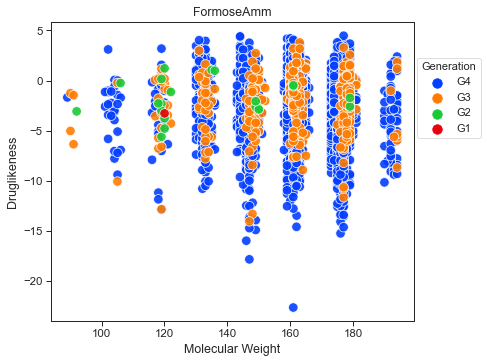 FormoseAmm
5
0
−5
−10
−15
−20
Druglikeness
100
120
140
160
180
Molecular Weight
Generation
G4
G3
G2
G1